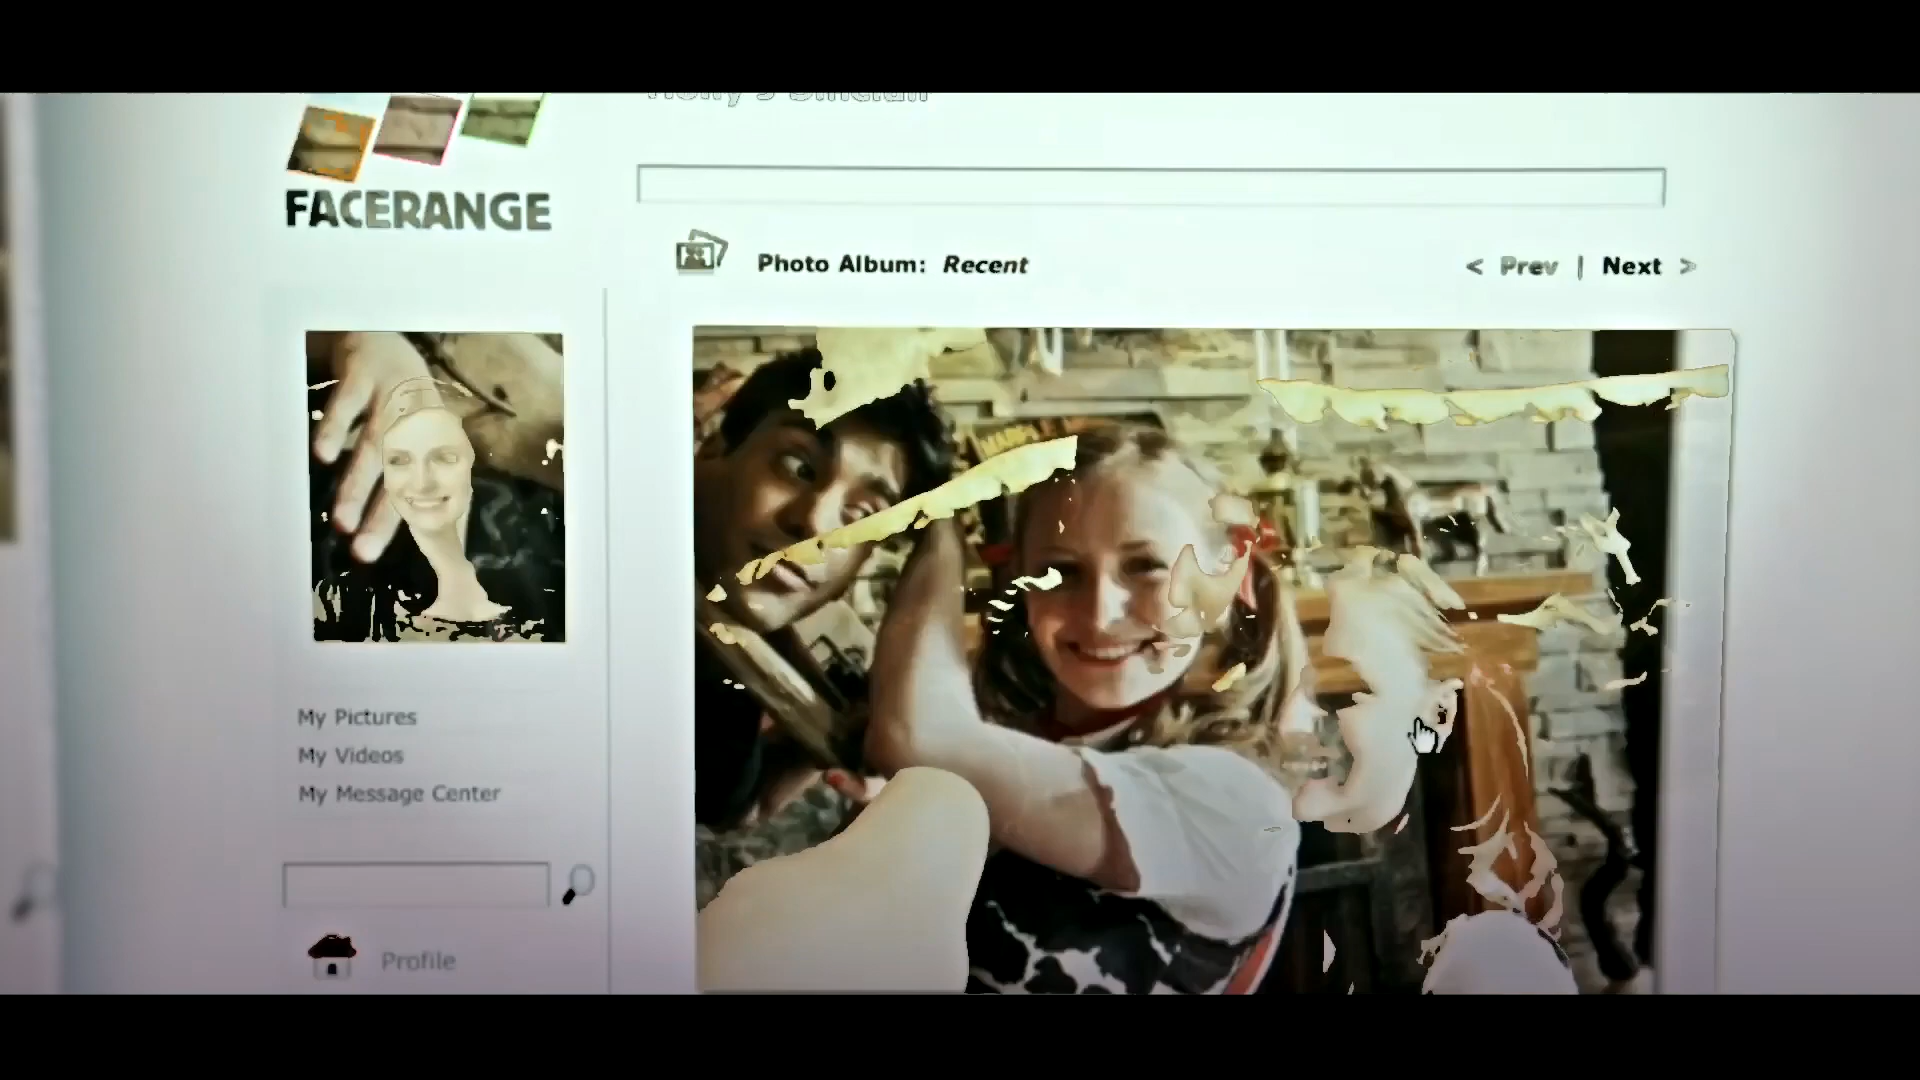 FACERANGE
Photo Album: Recent
< Prev | Next >
My Pictures
My Videos
My Message Center
Profile